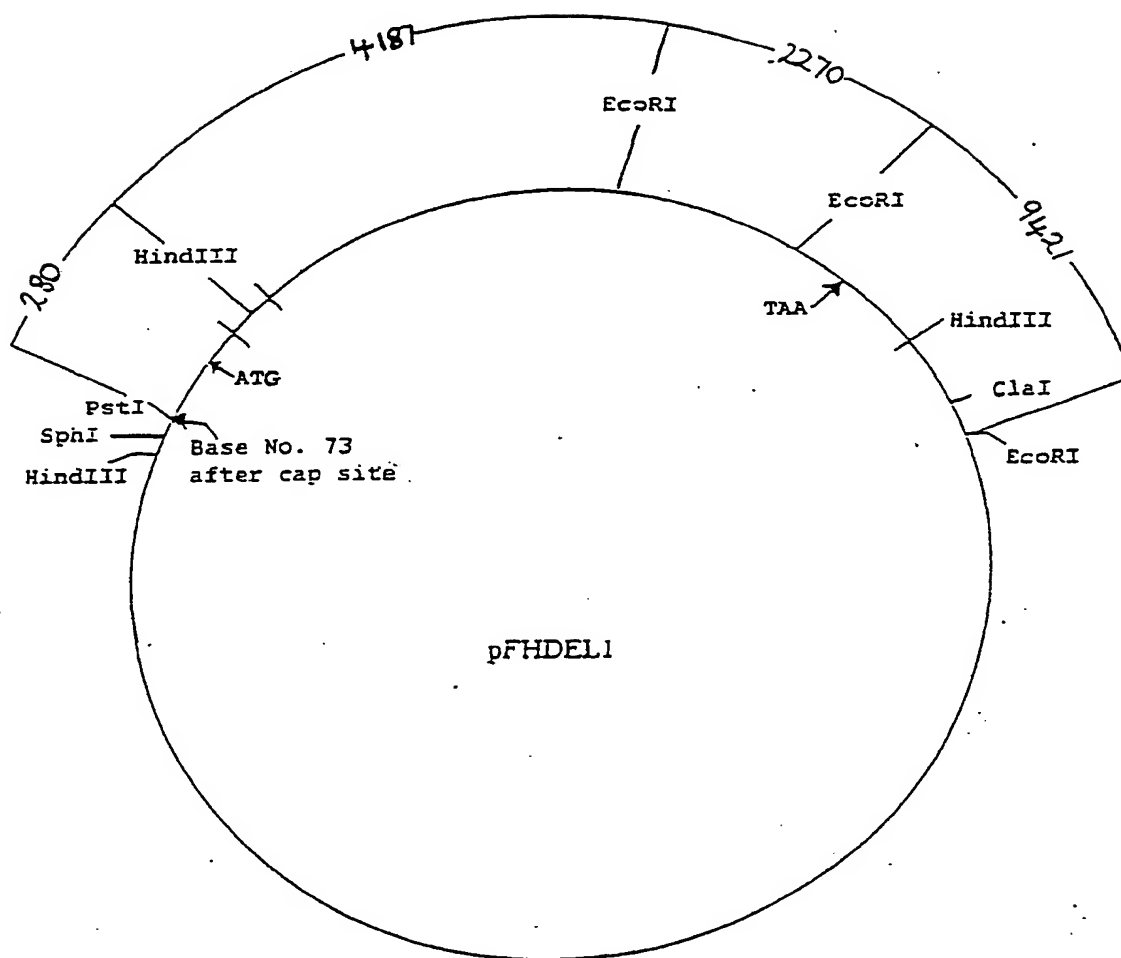 4187
2270
EcoRI
EcoRI
9421
HindIII
280
TAA
HindIII
ATG
ClaI
PstI
SphI
Base No. 73
after cap site
HindIII
EcoRI
pFHDEL1